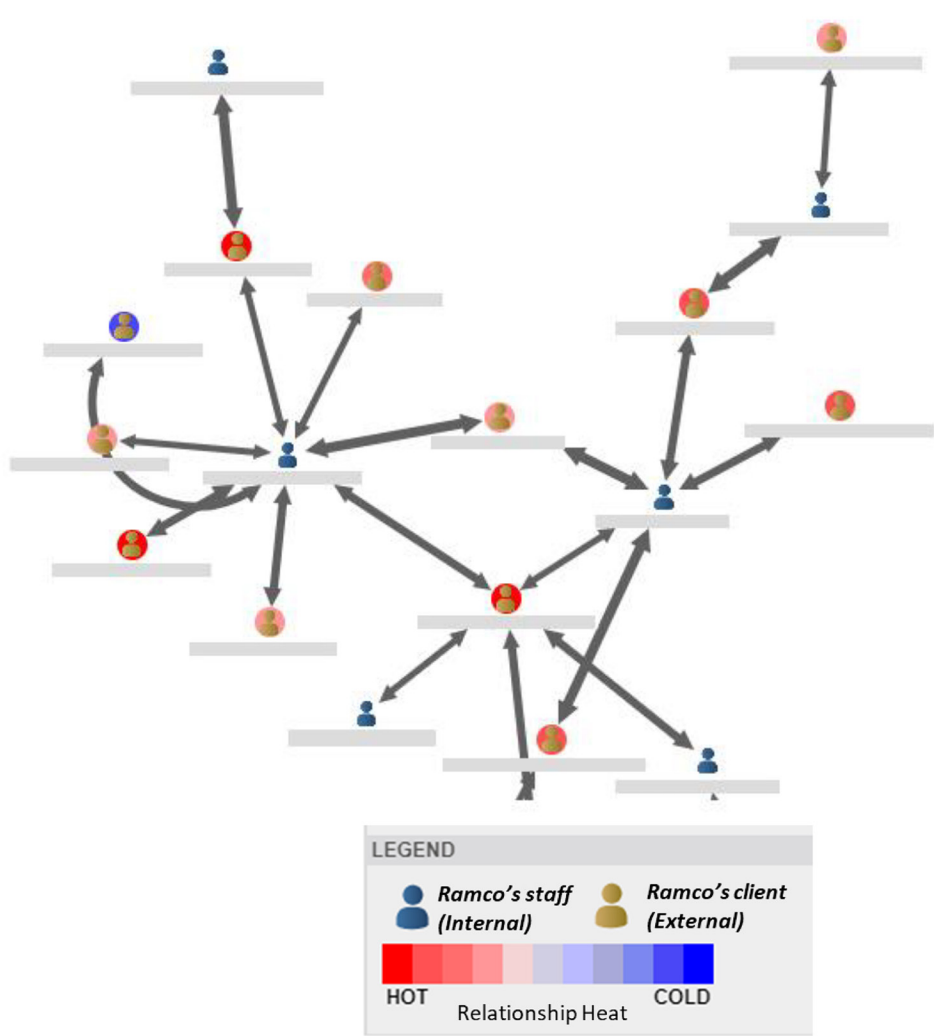 LEGEND
Ramco's staff
(Internal)
Ramco's client
(External)
HOT
COLD
Relationship Heat